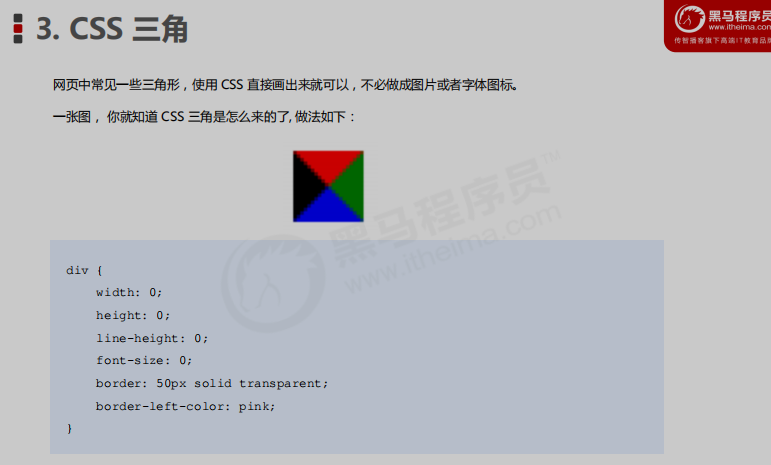 3. CSS 三角
黑马程序员
www.itheima.com
传智播客旗下高端IT教育品牌
网页中常见一些三角形，使用 CSS 直接画出来就可以，不必做成图片或者字体图标。
一张图， 你就知道 CSS 三角是怎么来的了, 做法如下：
黑马程序员™
www.itheima.com
div {
    width: 0;
    height: 0;
    line-height: 0;
    font-size: 0;
    border: 50px solid transparent;
    border-left-color: pink;
}